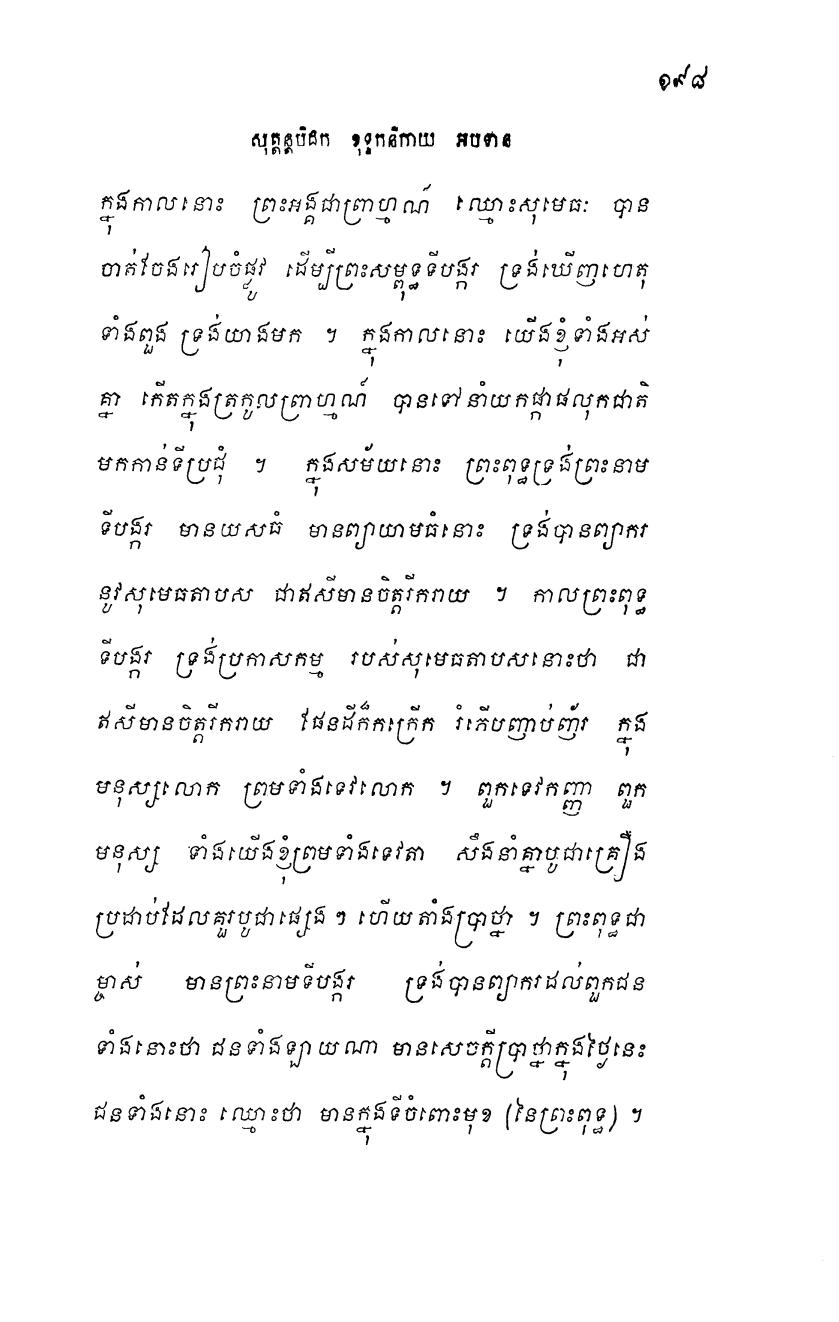 ១៩៨
សុត្តន្តបិដក ខុទ្ទកនិកាយ អបទាន
ក្នុងកាលនោះ ព្រះអង្គជាព្រាហ្មណ៍ ឈ្មោះសុមេធៈ បាន
ចាត់ចែងរៀបចំផ្លូវ ដើម្បីព្រះសម្ពុទ្ធទីបង្ករ ទ្រង់ឃើញហេតុ
ទាំងពួង ទ្រង់យាងមក ។ ក្នុងកាលនោះ យើងខ្ញុំទាំងអស់
គ្នា កើតក្នុងត្រកូលព្រាហ្មណ៍ បានទៅនាំយកផ្កាផលុកជាតិ
មកកាន់ទីប្រជុំ ។ ក្នុងសម័យនោះ ព្រះពុទ្ធទ្រង់ព្រះនាម
ទីបង្ករ មានយសធំ មានព្យាយាមធំនោះ ទ្រង់បានព្យាករ
នូវសុមេធតាបស ជាឥសីមានចិត្តរីករាយ ។ កាលព្រះពុទ្ធ
ទីបង្ករ ទ្រង់ប្រកាសកម្ម របស់សុមេធតាបសនោះថា ជា
ឥសីមានចិត្តរីករាយ ផែនដីក៏កក្រើក រំភើបញាប់ញ័រ ក្នុង
មនុស្សលោក ព្រមទាំងទេវលោក ។ ពួកទេវកញ្ញា ពួក
មនុស្ស ទាំងយើងខ្ញុំព្រមទាំងទេវតា សឹងនាំគ្នាបូជាគ្រឿង
ប្រដាប់ដែលគួរបូជាផ្សេង ៗ ហើយតាំងប្រាថ្នា ។ ព្រះពុទ្ធជា
ម្ចាស់ មានព្រះនាមទីបង្ករ ទ្រង់បានព្យាករដល់ពួកជន
ទាំងនោះថា ជនទាំងឡាយណា មានសេចក្តីប្រាថ្នាក្នុងថ្ងៃនេះ
ជនទាំងនោះ ឈ្មោះថា មានក្នុងទីចំពោះមុខ (នៃព្រះពុទ្ធ) ។